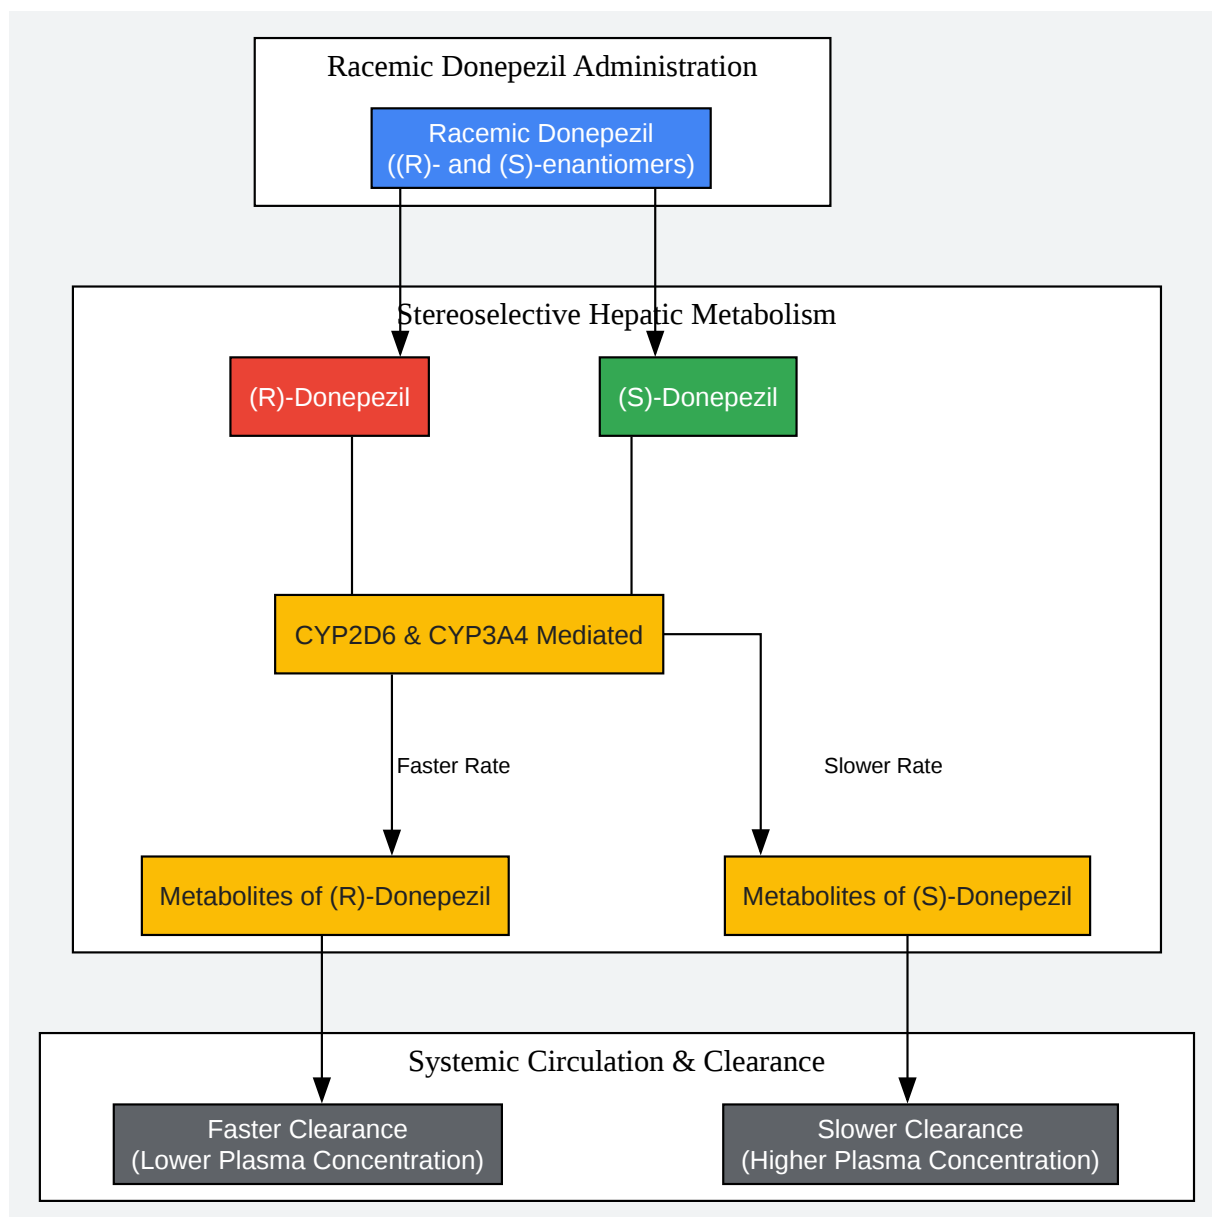 Racemic Donepezil Administration
Racemic Donepezil
((R)- and (S)-enantiomers)
Stereoselective Hepatic Metabolism
(R)-Donepezil
(S)-Donepezil
CYP2D6 & CYP3A4 Mediated
Faster Rate
Slower Rate
Metabolites of (R)-Donepezil
Metabolites of (S)-Donepezil
Systemic Circulation & Clearance
Faster Clearance
(Lower Plasma Concentration)
Slower Clearance
(Higher Plasma Concentration)